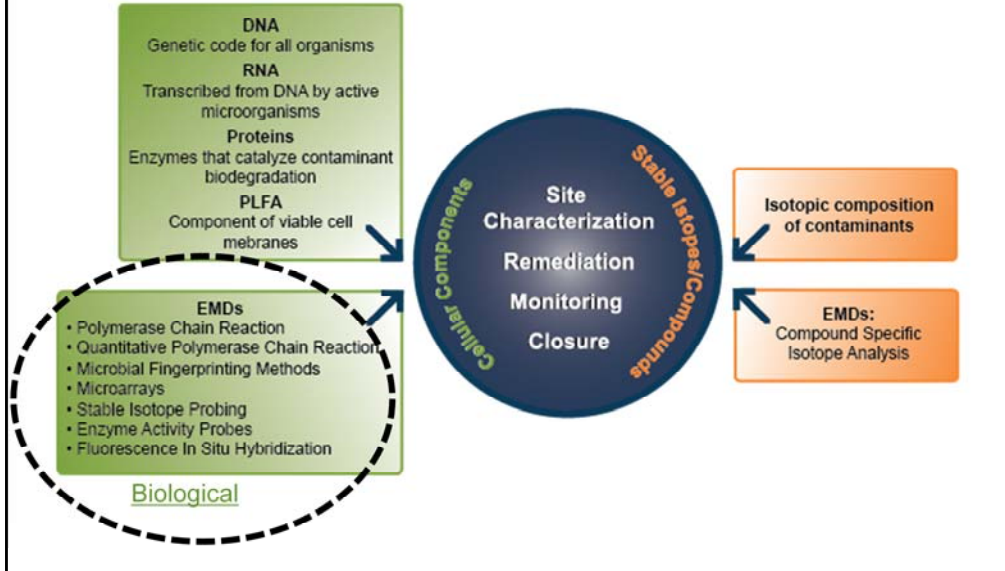 DNA
Genetic code for all organisms
RNA
Transcribed from DNA by active
microorganisms
Proteins
Enzymes that catalyze contaminant
biodegradation
PLFA
Component of viable cell
mebranes
EMDs
• Polymerase Chain Reaction
• Quantitative Polymerase Chain Reaction
• Microbial Fingerprinting Methods
• Microarrays
• Stable Isotope Probing
• Enzyme Activity Probes
• Fluorescence In Situ Hybridization
Biological
Cellular Components
Site
Characterization
Remediation
Monitoring
Closure
Stable Istopes/Compounds
Isotopic composition
of contaminants
EMDs:
Compound Specific
Isotope Analysis